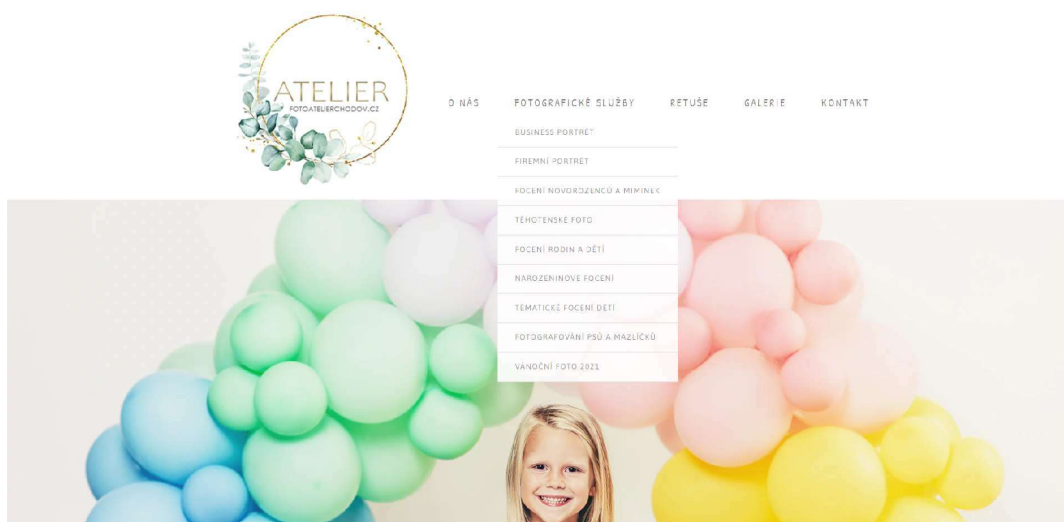 ATELIER
FOTOATELIERCHODOV.CZ
O NÁS FOTOGRAFICKÉ SLUŽBY RETUŠE GALERIE KONTAKT
BUSINESS PORTRÉT
FIREMNÍ PORTRÉT
FOCENÍ NOVOROZENCŮ A MIMINEK
TĚHOTENSKÉ FOTO
FOCENÍ RODIN A DĚTÍ
NAROZENINOVÉ FOCENÍ
TÉMATICKÉ FOCENÍ DĚTÍ
FOTOGRAFOVÁNÍ PSŮ A MAZLÍČKŮ
VÁNOČNÍ FOTO 2021